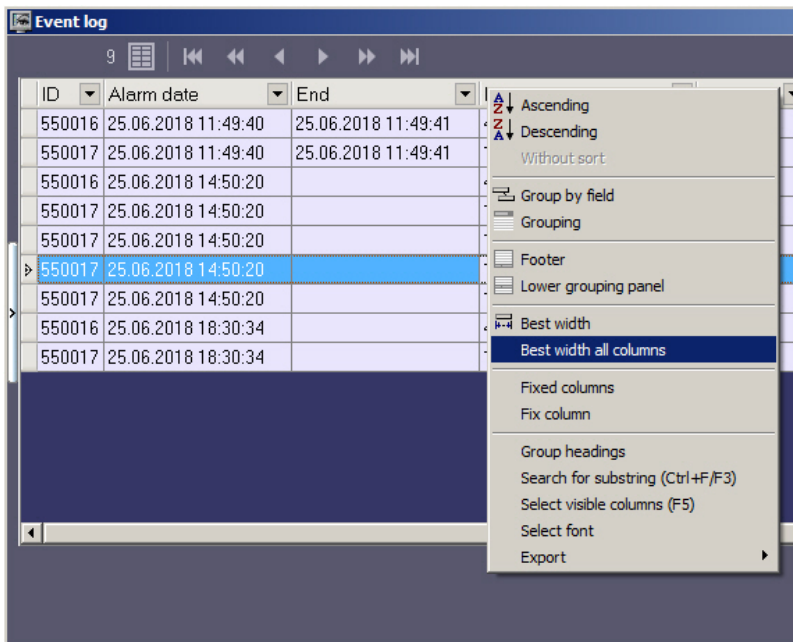 Event log
9
ID Alarm date End
550016 25.06.2018 11:49:40 25.06.2018 11:49:41
550017 25.06.2018 11:49:40 25.06.2018 11:49:41
550016 25.06.2018 14:50:20
550017 25.06.2018 14:50:20
550017 25.06.2018 14:50:20
550017 25.06.2018 14:50:20
550017 25.06.2018 14:50:20
550016 25.06.2018 18:30:34
550017 25.06.2018 18:30:34
Ascending
Descending
Without sort
Group by field
Grouping
Footer
Lower grouping panel
Best width
Best width all columns
Fixed columns
Fix column
Group headings
Search for substring (Ctrl+F/F3)
Select visible columns (F5)
Select font
Export